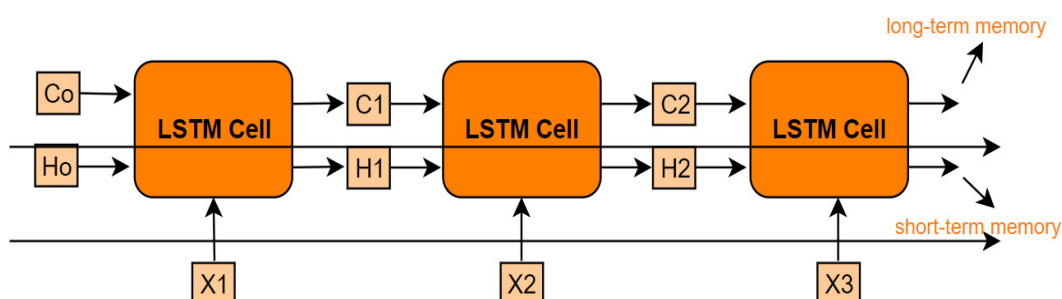 long-term memory
Co
LSTM Cell
C1
LSTM Cell
C2
LSTM Cell
Ho
H1
H2
short-term memory
X1
X2
X3